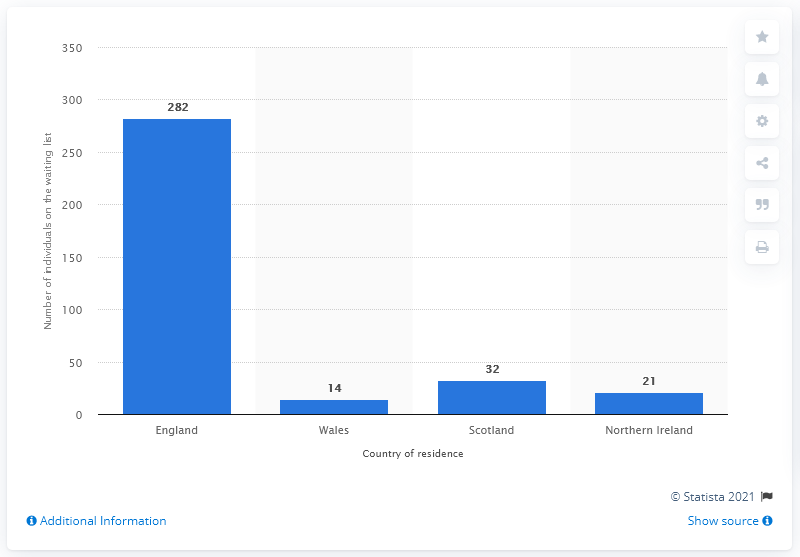 350
300
250
200
150
100
50
0
Number of individuals on the waiting list
282
14
32
21
England
Wales
Scotland
Northern Ireland
Country of residence
© Statista 2021
Additional Information
Show source